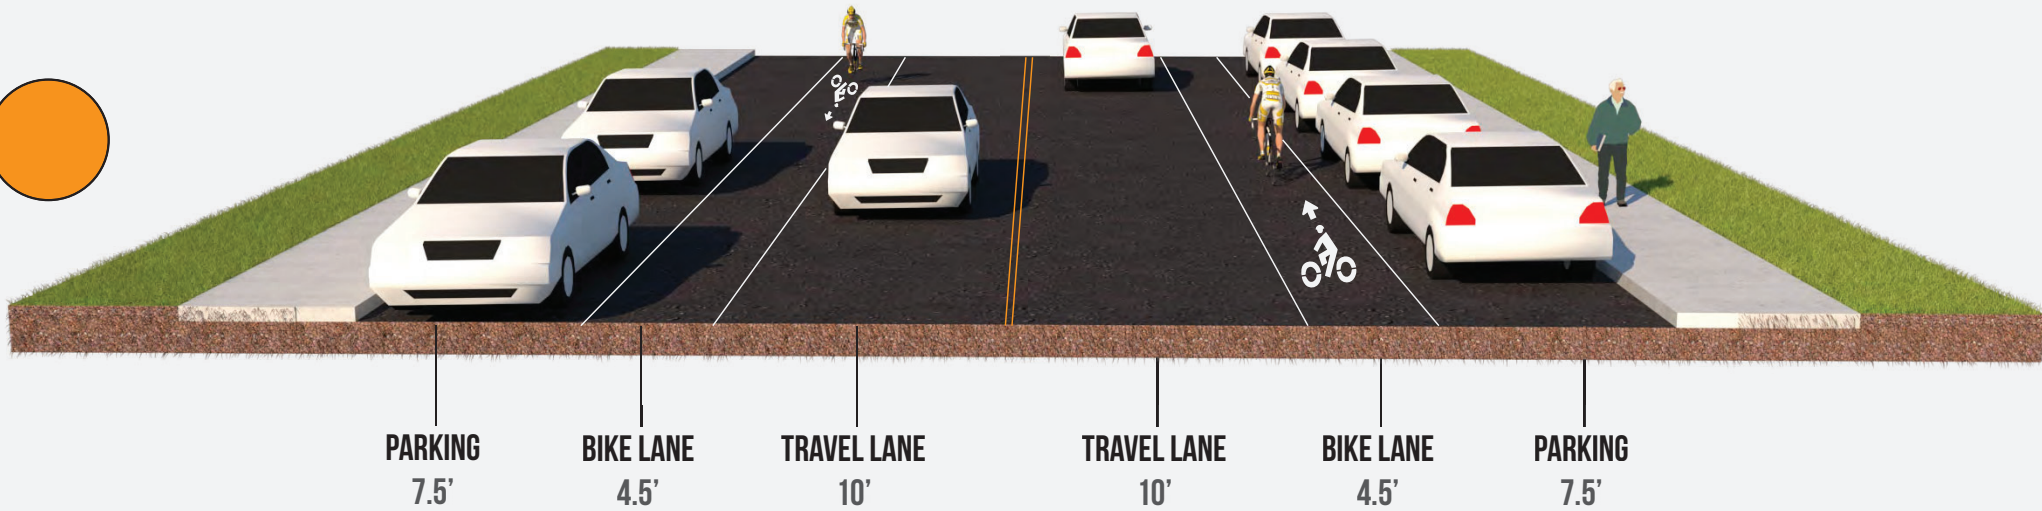 PARKING
7.5’
BIKE LANE
4.5’
TRAVEL LANE
10’
TRAVEL LANE
10’
BIKE LANE
4.5’
PARKING
7.5’